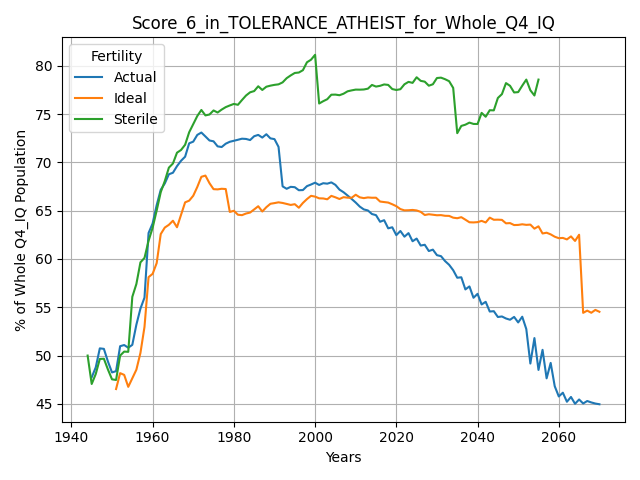 Score_6_in_TOLERANCE_ATHEIST_for_Whole_Q4_IQ
Fertility
Actual
Ideal
Sterile
% of Whole Q4_IQ Population
80
75
70
65
60
55
50
45
1940
1960
1980
2000
2020
2040
2060
Years